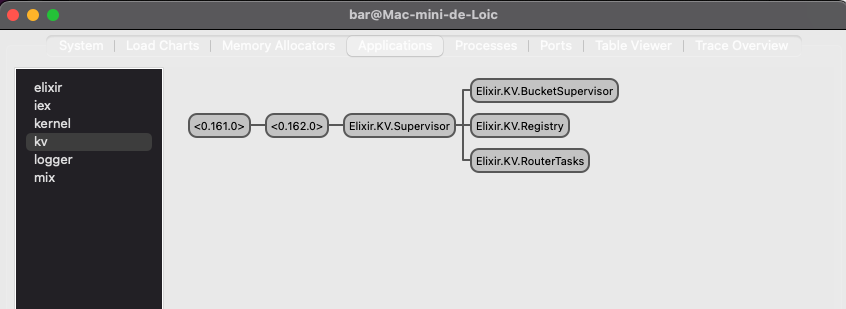 bar@Mac-mini-de-Loic
System Load Charts Memory Allocators Applications Processes Ports Table Viewer Trace Overview
elixir
iex
kernel
kv
logger
mix
<0.161.0> <0.162.0> Elixir.KV.Supervisor
Elixir.KV.BucketSupervisor
Elixir.KV.Registry
Elixir.KV.RouterTasks